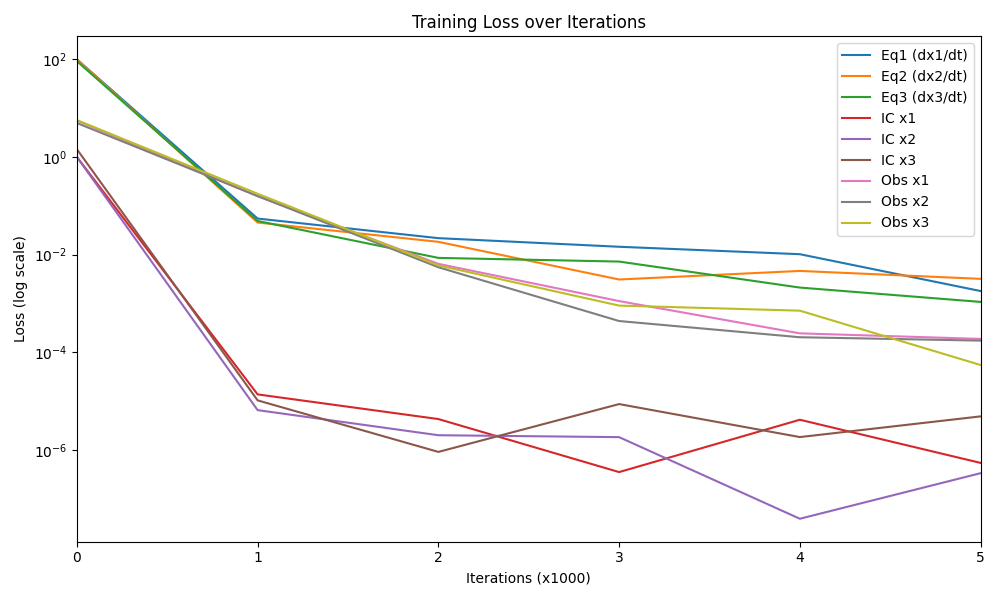 Training Loss over Iterations
Loss (log scale)
10^2
10^0
10^-2
10^-4
10^-6
Eq1 (dx1/dt)
Eq2 (dx2/dt)
Eq3 (dx3/dt)
IC x1
IC x2
IC x3
Obs x1
Obs x2
Obs x3
0 1 2 3 4 5
Iterations (x1000)